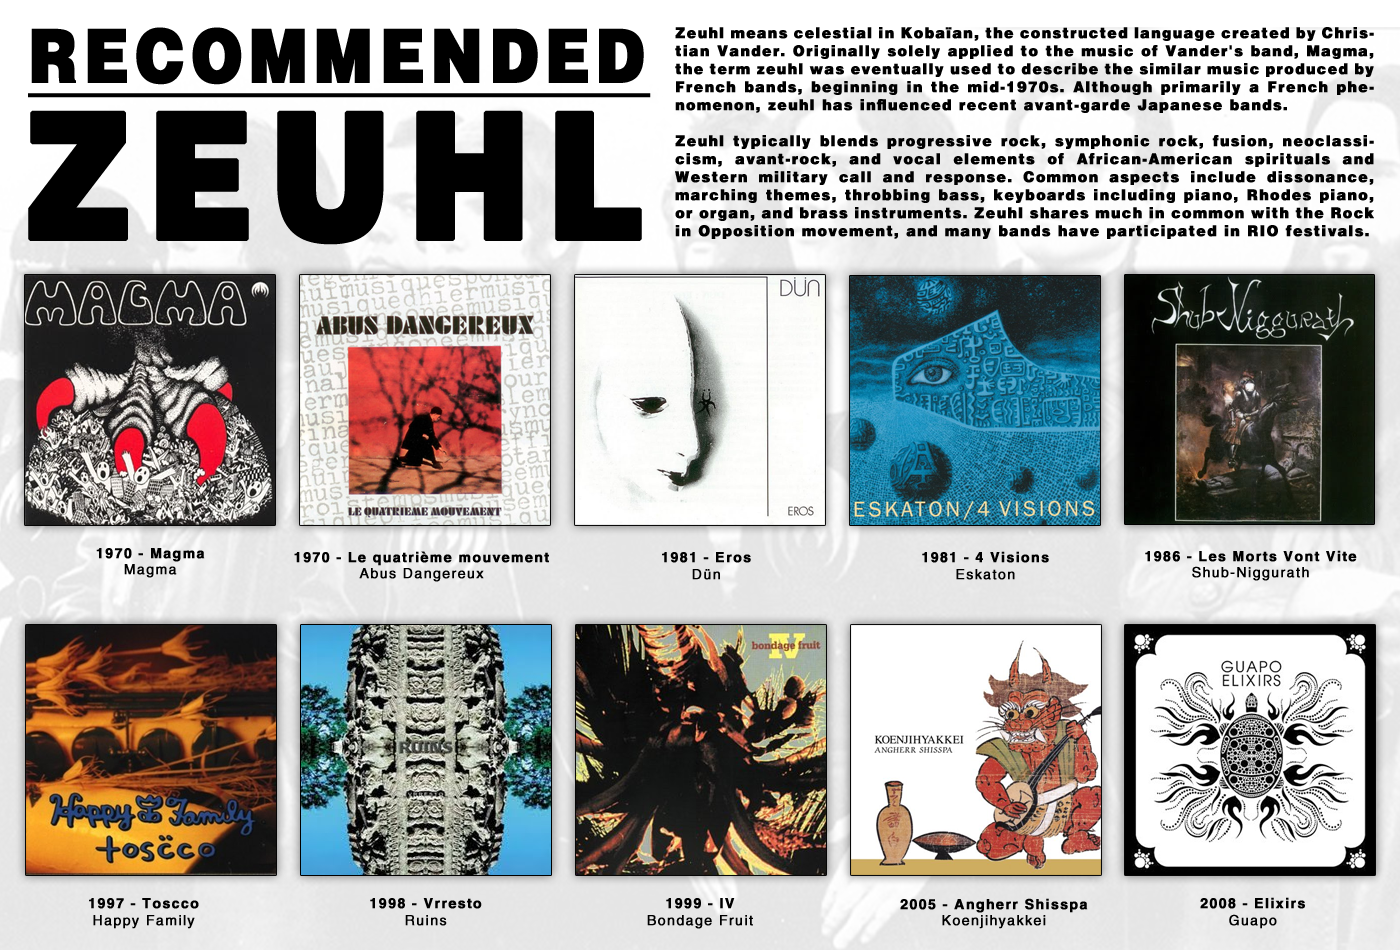 RECOMMENDED
ZEUHL
Zeuhl means celestial in Kobaïan, the constructed language created by Chris-
tian Vander. Originally solely applied to the music of Vander's band, Magma,
the term zeuhl was eventually used to describe the similar music produced by
French bands, beginning in the mid-1970s. Although primarily a French phe-
nomenon, zeuhl has influenced recent avant-garde Japanese bands.
Zeuhl typically blends progressive rock, symphonic rock, fusion, neoclassi-
cism, avant-rock, and vocal elements of African-American spirituals and
Western military call and response. Common aspects include dissonance,
marching themes, throbbing bass, keyboards including piano, Rhodes piano,
or organ, and brass instruments. Zeuhl shares much in common with the Rock
in Opposition movement, and many bands have participated in RIO festivals.
MAGMA
ABUS DANGEREUX
LE QUATRIEME MOUVEMENT
DÜN
EROS
ESKATON/4 VISIONS
Shub-Niggurath
1970 - Magma
Magma
1970 - Le quatrième mouvement
Abus Dangereux
1981 - Eros
Dün
1981 - 4 Visions
Eskaton
1986 - Les Morts Vont Vite
Shub-Niggurath
Happy Family
toscco
RUINS
VRRESTO
IV
bondage fruit
KOENJIHYAKKEI
ANGHERR SHISSPA
GUAPO
ELIXIRS
1997 - Toscco
Happy Family
1998 - Vrresto
Ruins
1999 - IV
Bondage Fruit
2005 - Angherr Shisspa
Koenjihyakkei
2008 - Elixirs
Guapo